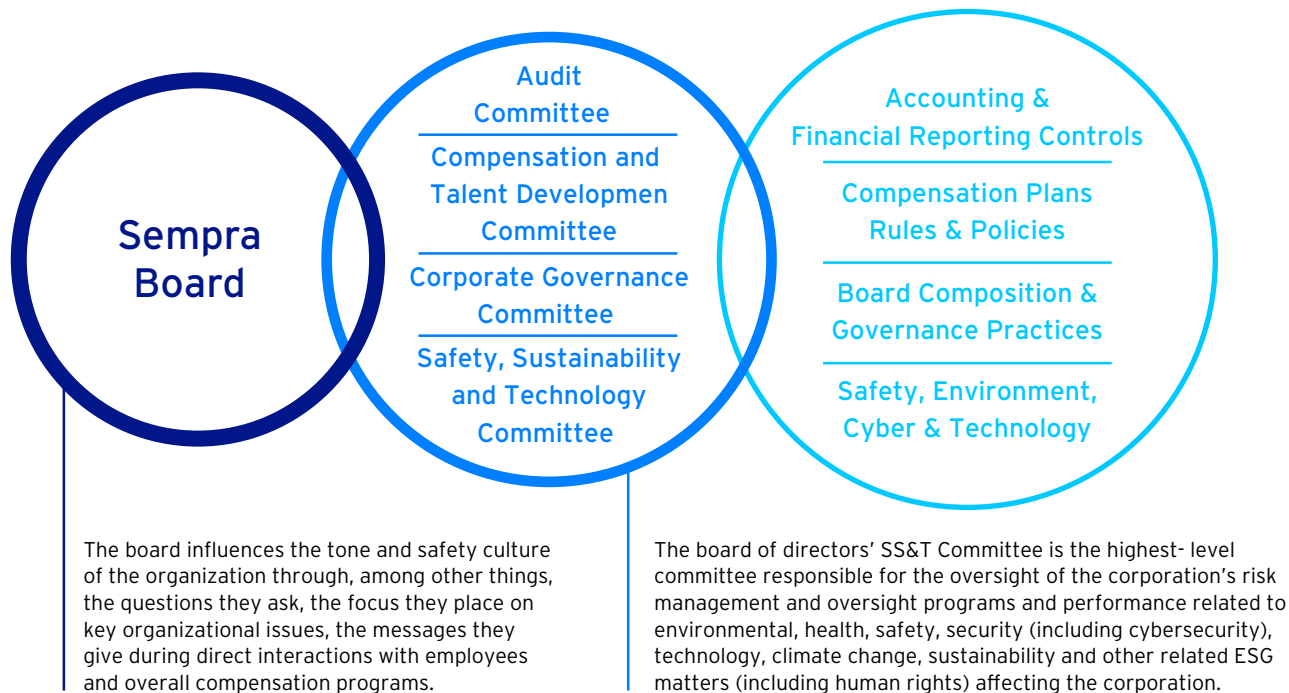 Sempra
Board
Audit
Committee
Compensation and
Talent Developmen
Committee
Corporate Governance
Committee
Safety, Sustainability
and Technology
Committee
Accounting &
Financial Reporting Controls
Compensation Plans
Rules & Policies
Board Composition &
Governance Practices
Safety, Environment,
Cyber & Technology
The board influences the tone and safety culture
of the organization through, among other things,
the questions they ask, the focus they place on
key organizational issues, the messages they
give during direct interactions with employees
and overall compensation programs.
The board of directors’ SS&T Committee is the highest- level
committee responsible for the oversight of the corporation’s risk
management and oversight programs and performance related to
environmental, health, safety, security (including cybersecurity),
technology, climate change, sustainability and other related ESG
matters (including human rights) affecting the corporation.